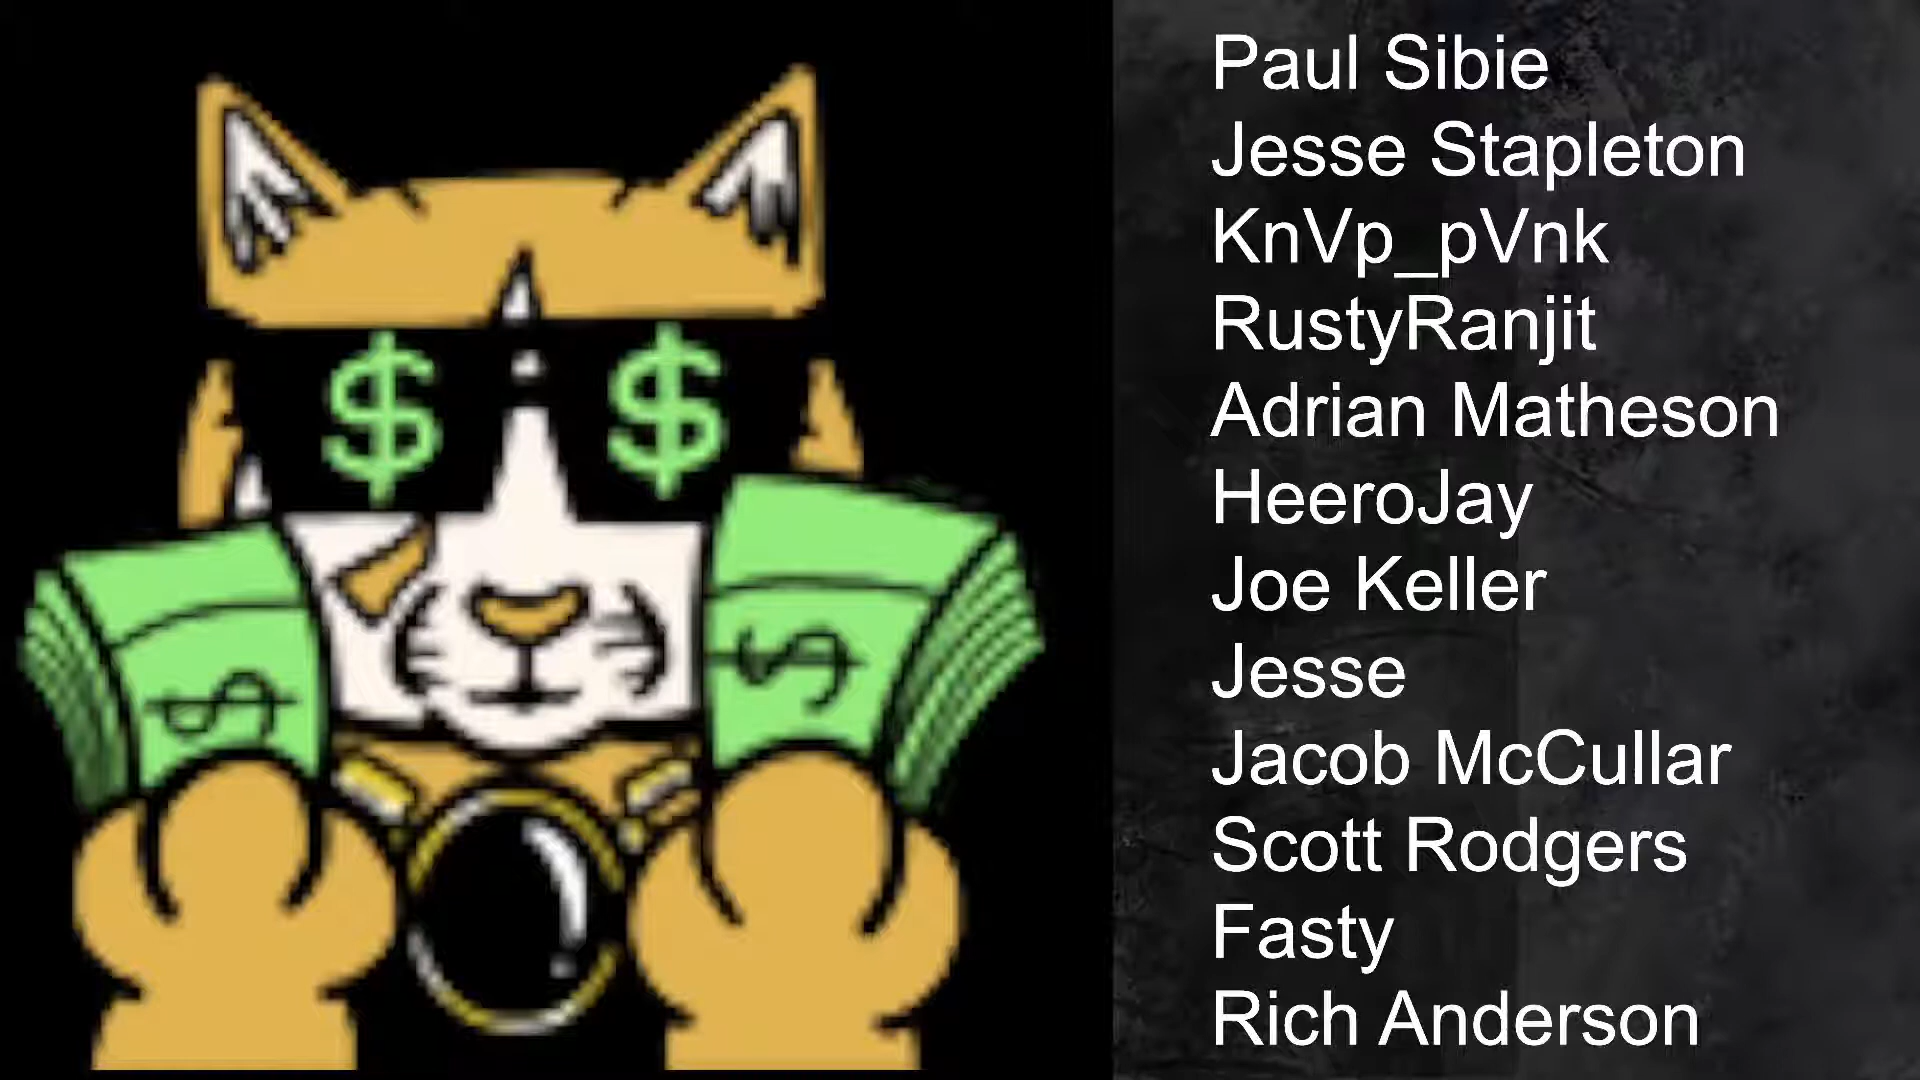 $ $
$ $
Paul Sibie
Jesse Stapleton
KnVp_pVnk
RustyRanjit
Adrian Matheson
HeeroJay
Joe Keller
Jesse
Jacob McCullar
Scott Rodgers
Fasty
Rich Anderson